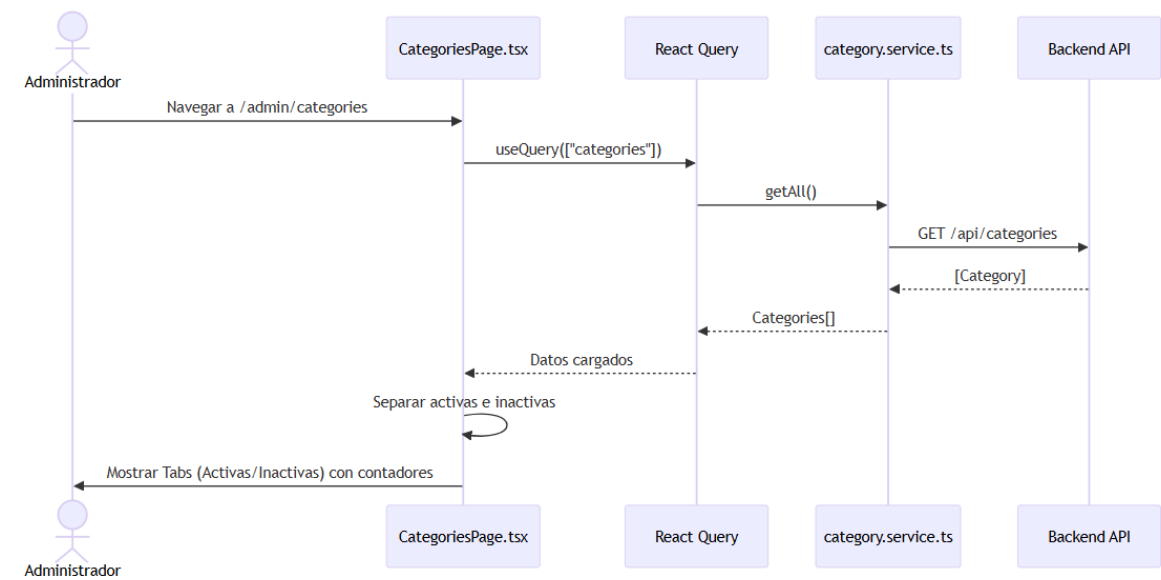 Administrador
CategoriesPage.tsx
React Query
category.service.ts
Backend API
Navegar a /admin/categories
useQuery(["categories"])
getAll()
GET /api/categories
[Category]
Categories[]
Datos cargados
Separar activas e inactivas
Mostrar Tabs (Activas/Inactivas) con contadores
Administrador
CategoriesPage.tsx
React Query
category.service.ts
Backend API